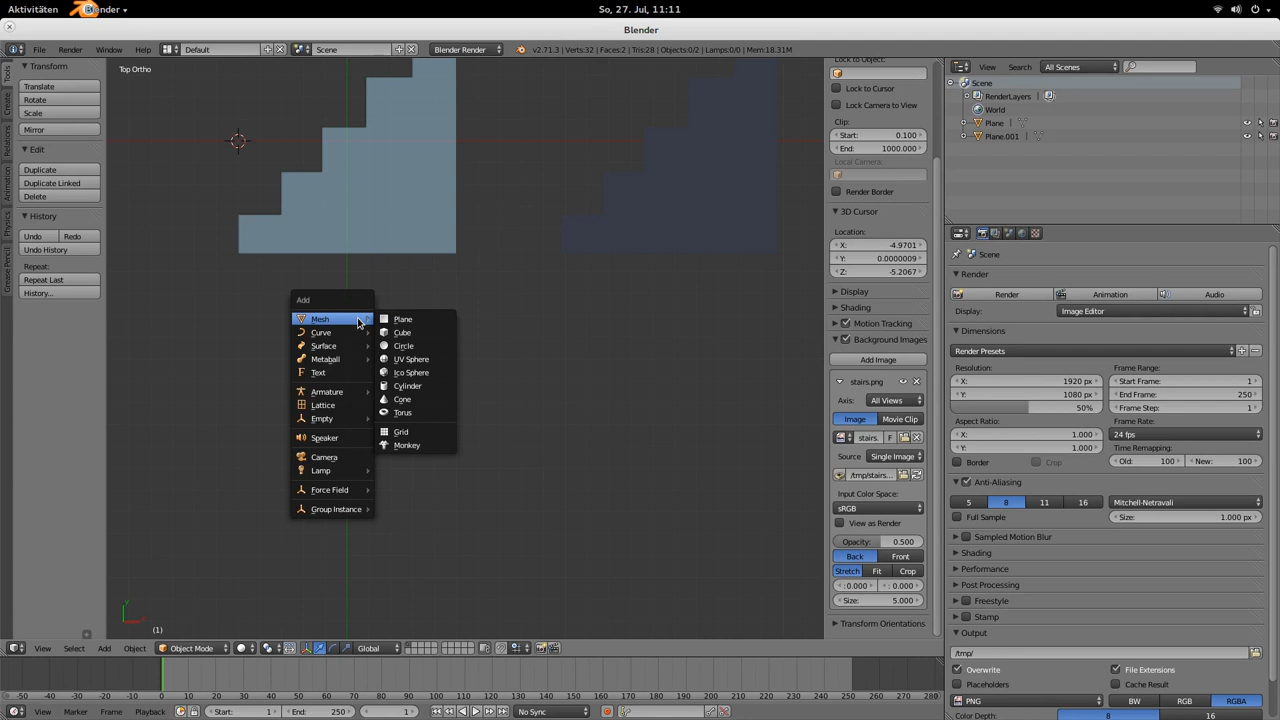 Aktivitäten Blender So, 27. Jul, 11:11
Blender
File Render Window Help Default Scene Blender Render v2.71.3 | Verts:32 | Faces:2 | Tris:28 | Objects:0/2 | Lamps:0/0 | Mem:18.31M
Tools
Create
Relations
Animation
Physics
Grease Pencil
Transform
Translate
Rotate
Scale
Mirror
Edit
Duplicate
Duplicate Linked
Delete
History
Undo Redo
Undo History
Repeat:
Repeat Last
History...
Top Ortho
Add
Mesh
Curve
Surface
Metaball
Text
Armature
Lattice
Empty
Speaker
Camera
Lamp
Force Field
Group Instance
Plane
Cube
Circle
UV Sphere
Ico Sphere
Cylinder
Cone
Torus
Grid
Monkey
(1)
Lock to Object:
Lock to Cursor
Lock Camera to View
Clip:
Start: 0.100
End: 1000.000
Local Camera:
Render Border
3D Cursor
Location:
X: -4.9701
Y: 0.0000009
Z: -5.2067
Display
Shading
Motion Tracking
Background Images
Add Image
stairs.png
Axis: All Views
Image Movie Clip
stairs. F
Source Single Image
/tmp/stairs...
Input Color Space:
sRGB
View as Render
Opacity: 0.500
Back Front
Stretch Fit Crop
: 0.000 : 0.000
Size: 5.000
Transform Orientations
View Search All Scenes
Scene
RenderLayers
World
Plane
Plane.001
Scene
Render
Render Animation Audio
Display: Image Editor
Dimensions
Render Presets
Resolution: Frame Range:
X: 1920 px Start Frame: 1
Y: 1080 px End Frame: 250
50% Frame Step: 1
Aspect Ratio: Frame Rate:
X: 1.000 24 fps
Y: 1.000 Time Remapping:
Border Crop Old: 100 New: 100
Anti-Aliasing
5 8 11 16 Mitchell-Netravali
Full Sample Size: 1.000 px
Sampled Motion Blur
Shading
Performance
Post Processing
Freestyle
Stamp
Output
/tmp/
Overwrite File Extensions
Placeholders Cache Result
PNG BW RGB RGBA
Color Depth: 8 16
View Select Add Object Object Mode Global
-50 -40 -30 -20 -10 0 10 20 30 40 50 60 70 80 90 100 110 120 130 140 150 160 170 180 190 200 210 220 230 240 250 260 270 280
View Marker Frame Playback Start: 1 End: 250 1 No Sync